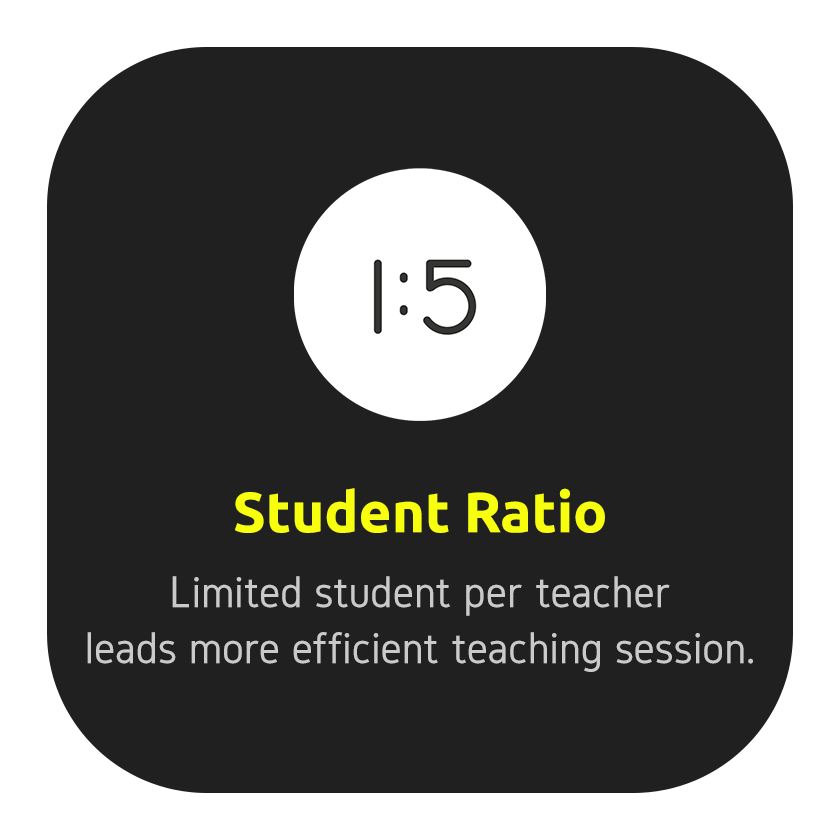 1:5
Student Ratio
Limited student per teacher
leads more efficient teaching session.